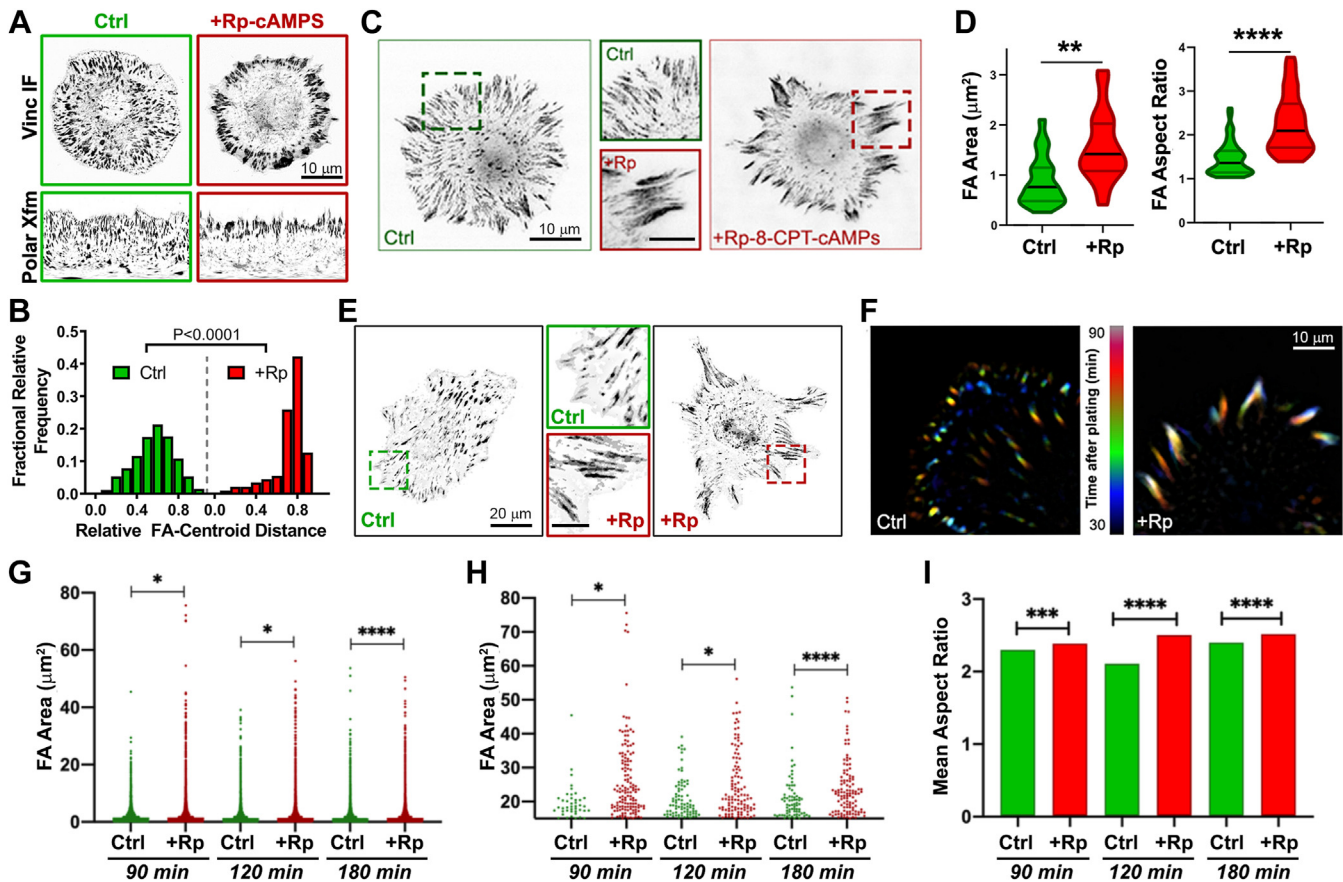 A
Ctrl
+Rp-cAMPS
Vinc IF
10 μm
Polar Xfm
C
Ctrl
10 μm
Ctrl
+Rp
+Rp-8-CPT-cAMPs
D
**
****
FA Area (μm²)
3
2
1
0
Ctrl
+Rp
FA Aspect Ratio
4
3
2
1
0
Ctrl
+Rp
B
P<0.0001
Ctrl
+Rp
Fractional Relative
Frequency
0.5
0.4
0.3
0.2
0.1
0.0
0.0 0.4 0.8 0.0 0.4 0.8
Relative FA-Centroid Distance
E
Ctrl
20 μm
Ctrl
+Rp
+Rp
F
Ctrl
90
Time after plating (min)
30
10 μm
+Rp
G
FA Area (μm²)
80
60
40
20
0
*
*
****
Ctrl +Rp Ctrl +Rp Ctrl +Rp
90 min 120 min 180 min
H
FA Area (μm²)
80
70
60
50
40
30
20
*
*
****
Ctrl +Rp Ctrl +Rp Ctrl +Rp
90 min 120 min 180 min
I
Mean Aspect Ratio
3
2
1
0
***
****
****
Ctrl +Rp Ctrl +Rp Ctrl +Rp
90 min 120 min 180 min